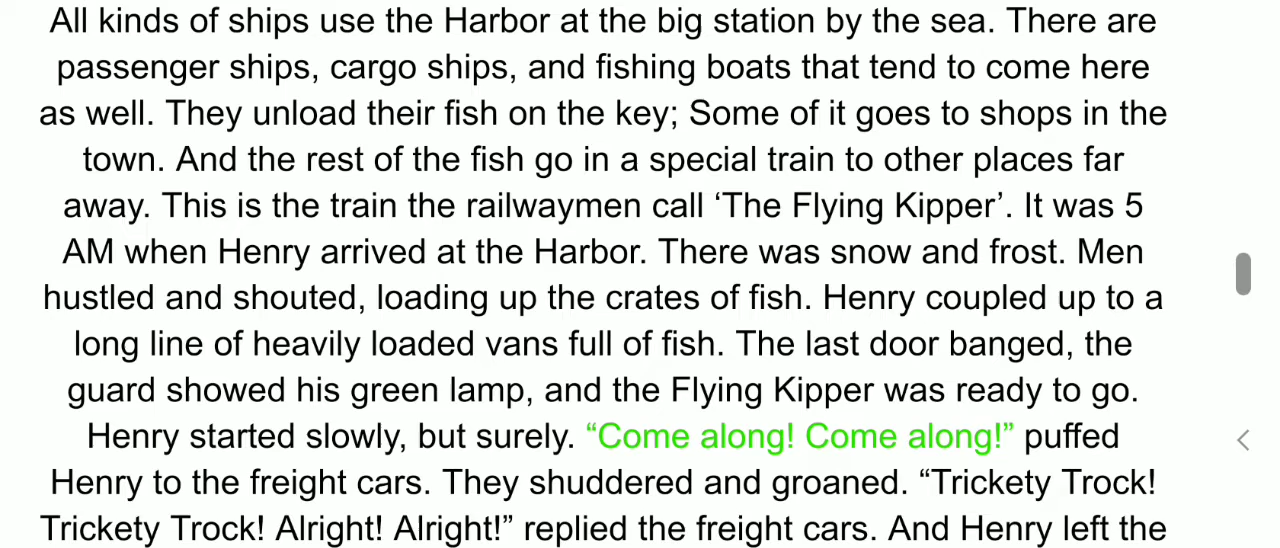 All kinds of ships use the Harbor at the big station by the sea. There are
passenger ships, cargo ships, and fishing boats that tend to come here
as well. They unload their fish on the key; Some of it goes to shops in the
town. And the rest of the fish go in a special train to other places far
away. This is the train the railwaymen call ‘The Flying Kipper’. It was 5
AM when Henry arrived at the Harbor. There was snow and frost. Men
hustled and shouted, loading up the crates of fish. Henry coupled up to a
long line of heavily loaded vans full of fish. The last door banged, the
guard showed his green lamp, and the Flying Kipper was ready to go.
Henry started slowly, but surely. “Come along! Come along!” puffed
Henry to the freight cars. They shuddered and groaned. “Trickety Trock!
Trickety Trock! Alright! Alright!” replied the freight cars. And Henry left the